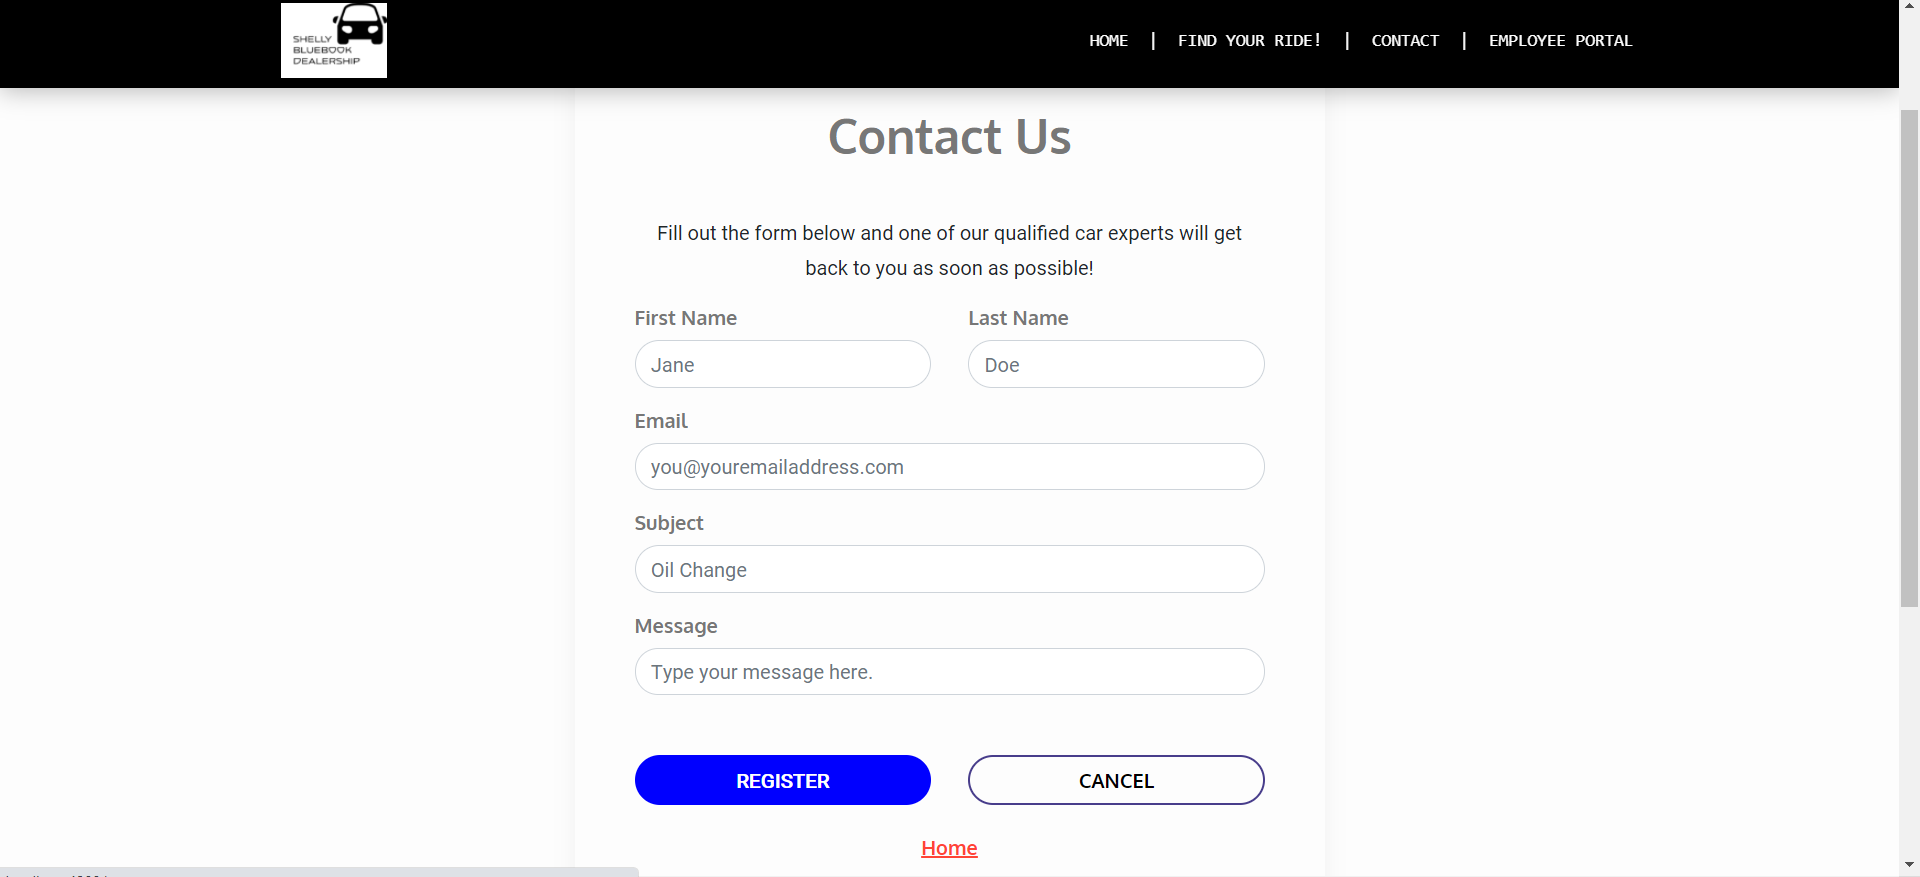 SHELLY
BLUEBOOK
DEALERSHIP
HOME | FIND YOUR RIDE! | CONTACT | EMPLOYEE PORTAL
Contact Us
Fill out the form below and one of our qualified car experts will get
back to you as soon as possible!
First Name Last Name
Jane Doe
Email
you@youremailaddress.com
Subject
Oil Change
Message
Type your message here.
REGISTER CANCEL
Home